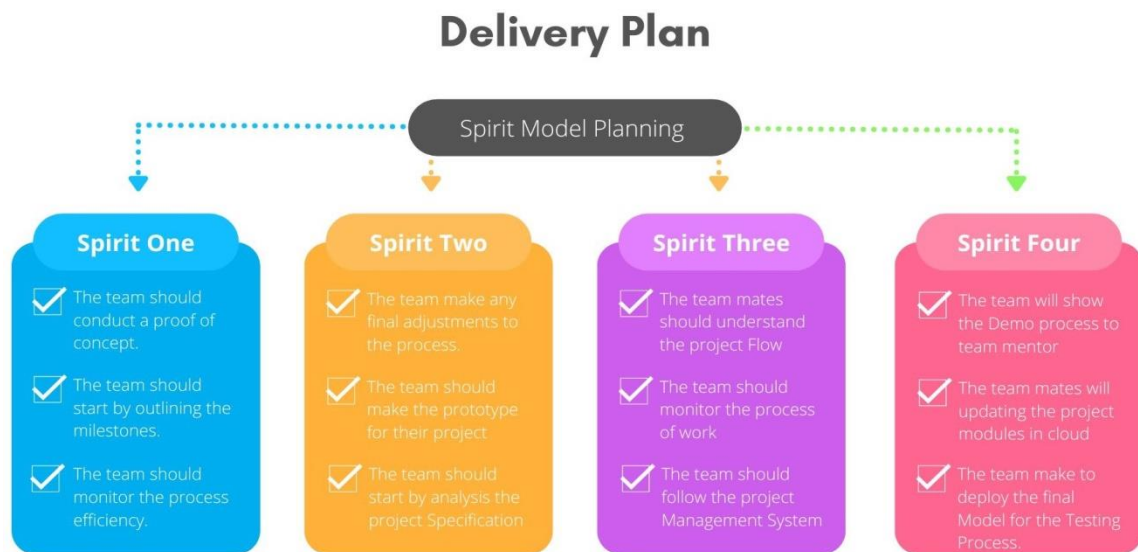 Delivery Plan
Spirit Model Planning
Spirit One
The team should
conduct a proof of
concept.
The team should
start by outlining the
milestones.
The team should
monitor the process
efficiency.
Spirit Two
The team make any
final adjustments to
the process.
The team should
make the prototype
for their project
The team should
start by analysis the
project Specification
Spirit Three
The team mates
should understand
the project Flow
The team should
monitor the process
of work
The team should
follow the project
Management System
Spirit Four
The team will show
the Demo process to
team mentor
The team mates will
updating the project
modules in cloud
The team make to
deploy the final
Model for the Testing
Process.